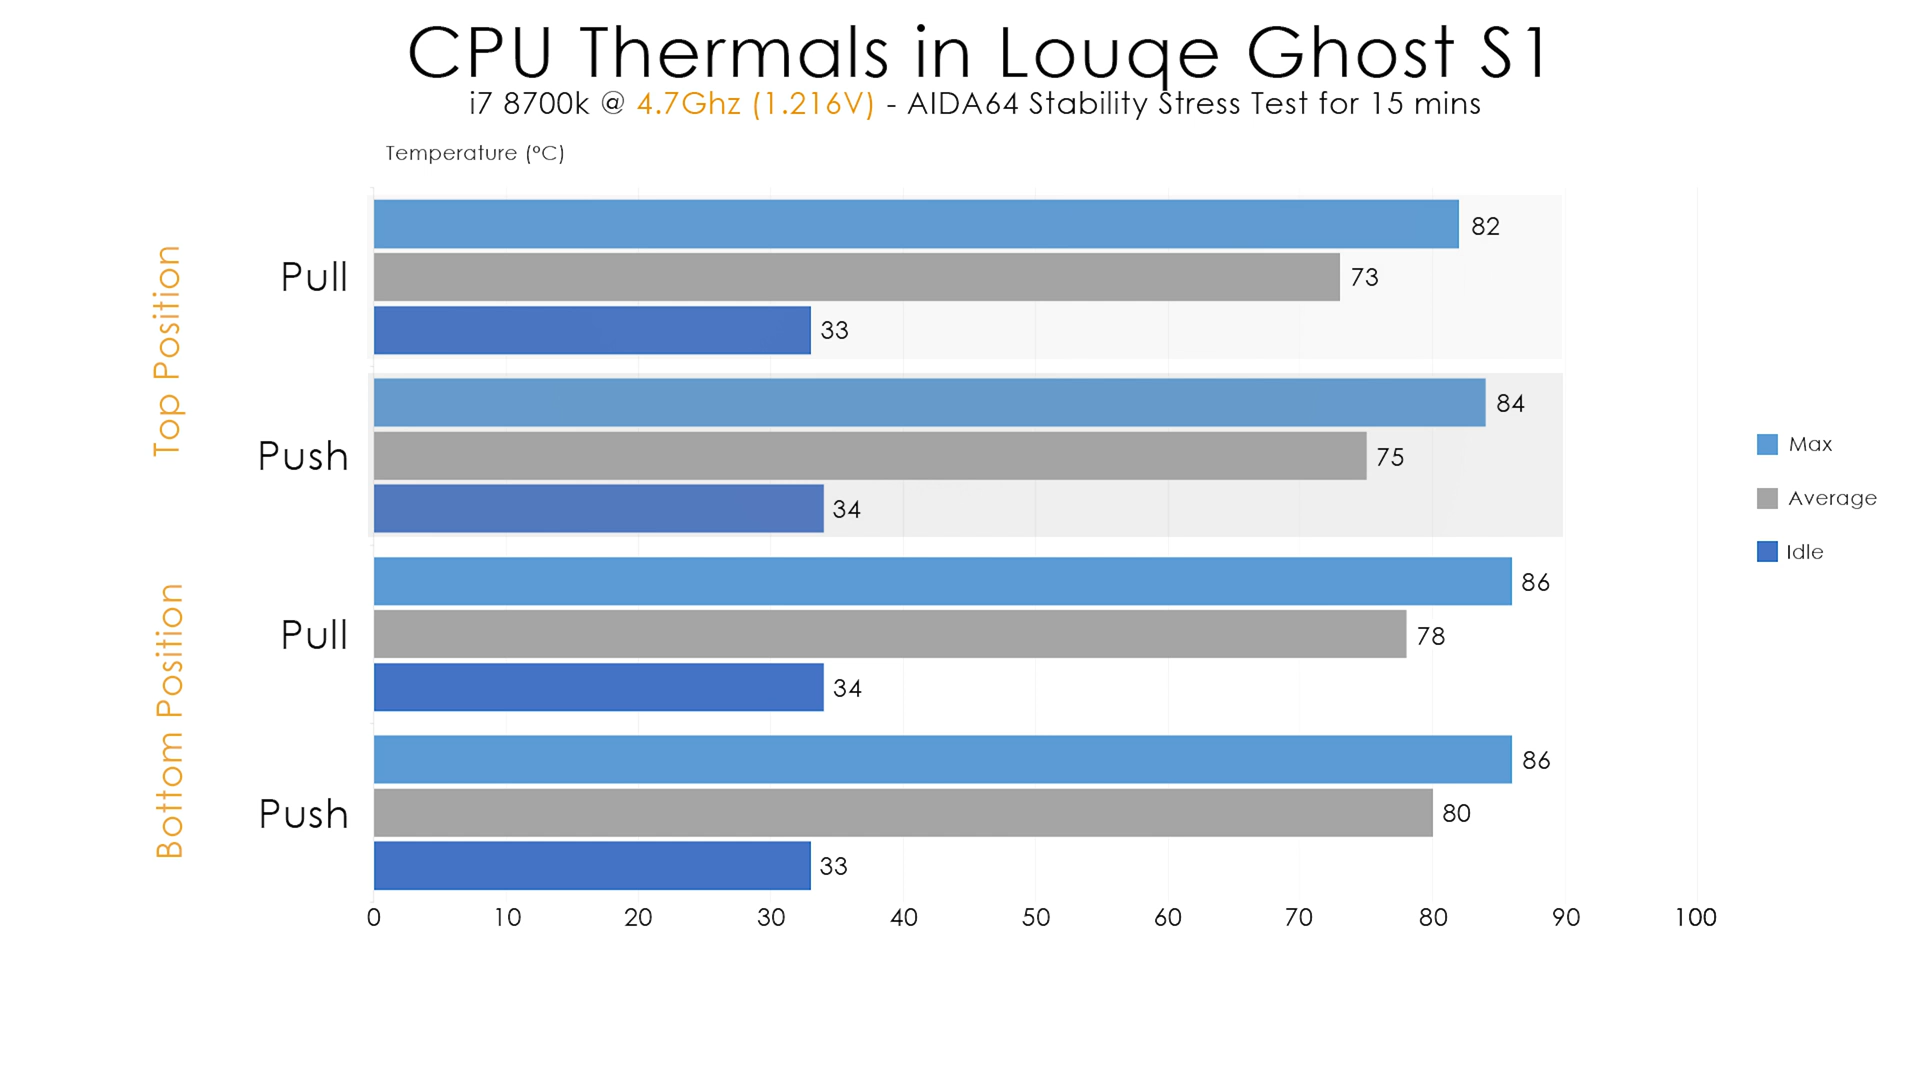 CPU Thermals in Louqe Ghost S1
i7 8700k @ 4.7Ghz (1.216V) - AIDA64 Stability Stress Test for 15 mins
Temperature (°C)
Top Position
Pull
82
73
33
Push
84
75
34
Bottom Position
Pull
86
78
34
Push
86
80
33
0 10 20 30 40 50 60 70 80 90 100
Max
Average
Idle